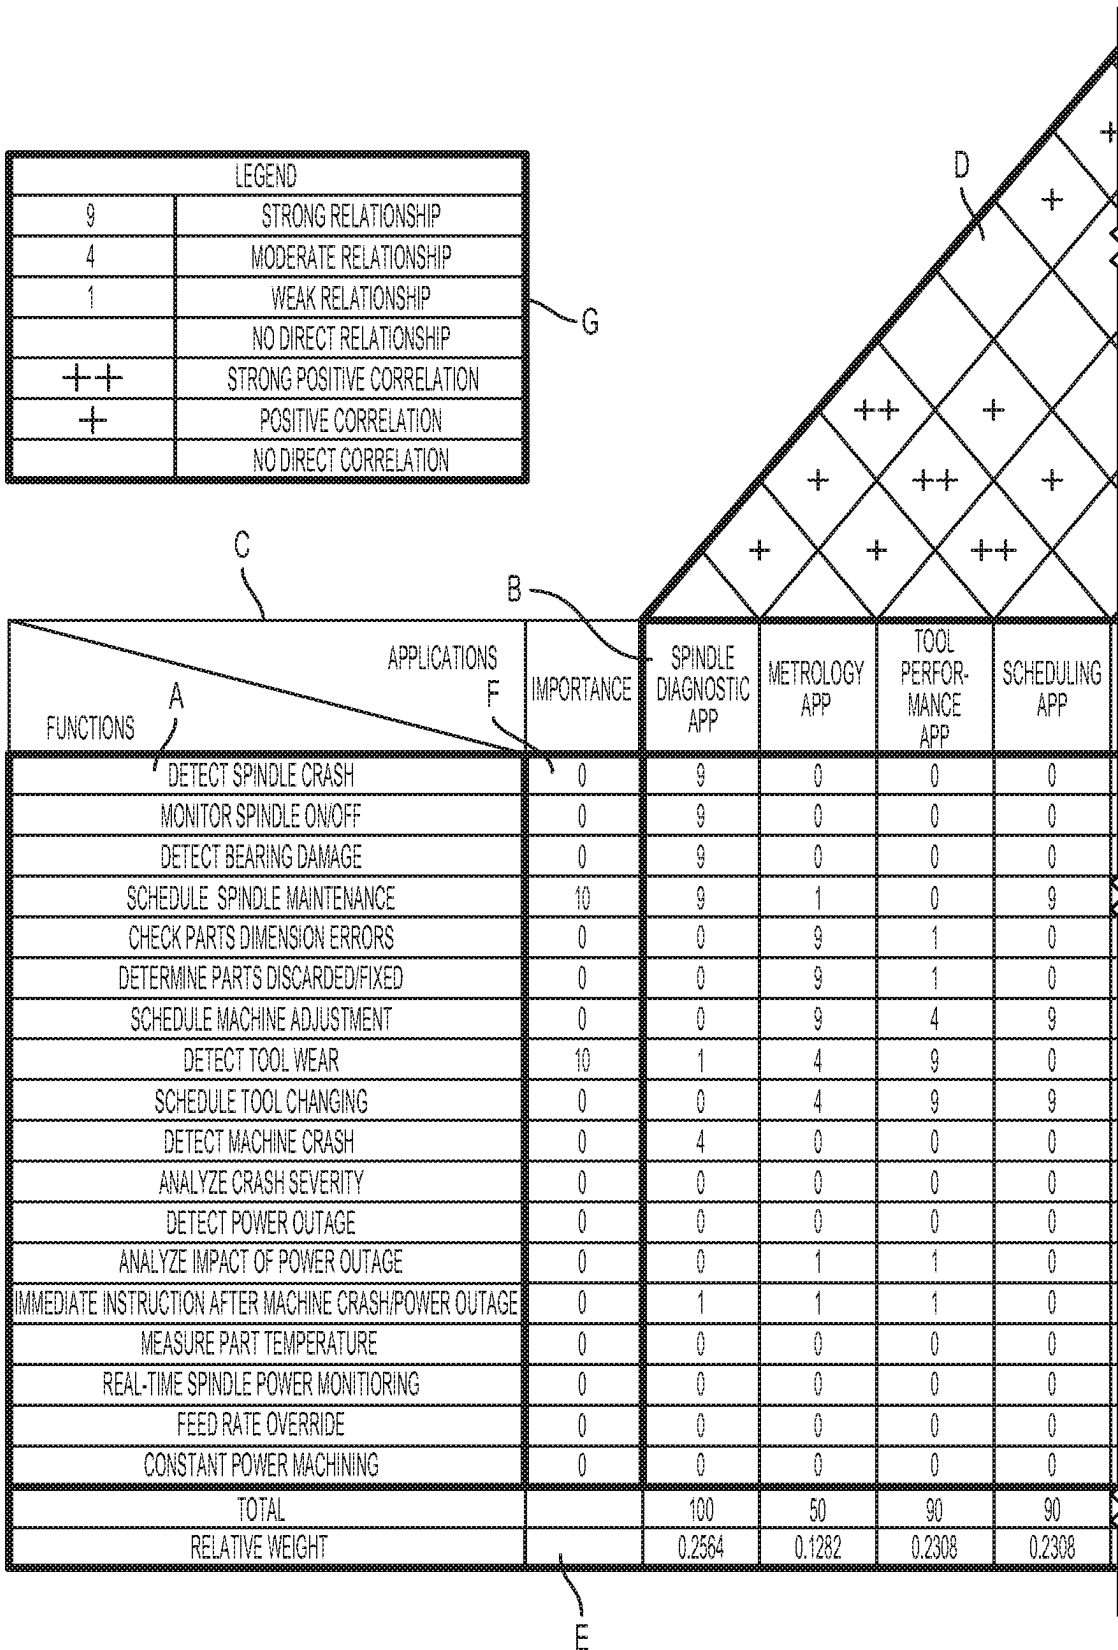 LEGEND
9 STRONG RELATIONSHIP
4 MODERATE RELATIONSHIP
1 WEAK RELATIONSHIP
NO DIRECT RELATIONSHIP
++ STRONG POSITIVE CORRELATION
+ POSITIVE CORRELATION
NO DIRECT CORRELATION
G
D
+
+
++ +
+ ++ +
+ + ++
C
B
APPLICATIONS
FUNCTIONS
A
F
IMPORTANCE
SPINDLE
DIAGNOSTIC
APP
METROLOGY
APP
TOOL
PERFOR-
MANCE
APP
SCHEDULING
APP
DETECT SPINDLE CRASH 0 9 0 0 0
MONITOR SPINDLE ON/OFF 0 9 0 0 0
DETECT BEARING DAMAGE 0 9 0 0 0
SCHEDULE SPINDLE MAINTENANCE 10 9 1 0 9
CHECK PARTS DIMENSION ERRORS 0 0 9 1 0
DETERMINE PARTS DISCARDED/FIXED 0 0 9 1 0
SCHEDULE MACHINE ADJUSTMENT 0 0 9 4 9
DETECT TOOL WEAR 10 1 4 9 0
SCHEDULE TOOL CHANGING 0 0 4 9 9
DETECT MACHINE CRASH 0 4 0 0 0
ANALYZE CRASH SEVERITY 0 0 0 0 0
DETECT POWER OUTAGE 0 0 0 0 0
ANALYZE IMPACT OF POWER OUTAGE 0 0 1 1 0
IMMEDIATE INSTRUCTION AFTER MACHINE CRASH/POWER OUTAGE 0 1 1 1 0
MEASURE PART TEMPERATURE 0 0 0 0 0
REAL-TIME SPINDLE POWER MONITIORING 0 0 0 0 0
FEED RATE OVERRIDE 0 0 0 0 0
CONSTANT POWER MACHINING 0 0 0 0 0
TOTAL 100 50 90 90
RELATIVE WEIGHT 0.2564 0.1282 0.2308 0.2308
E